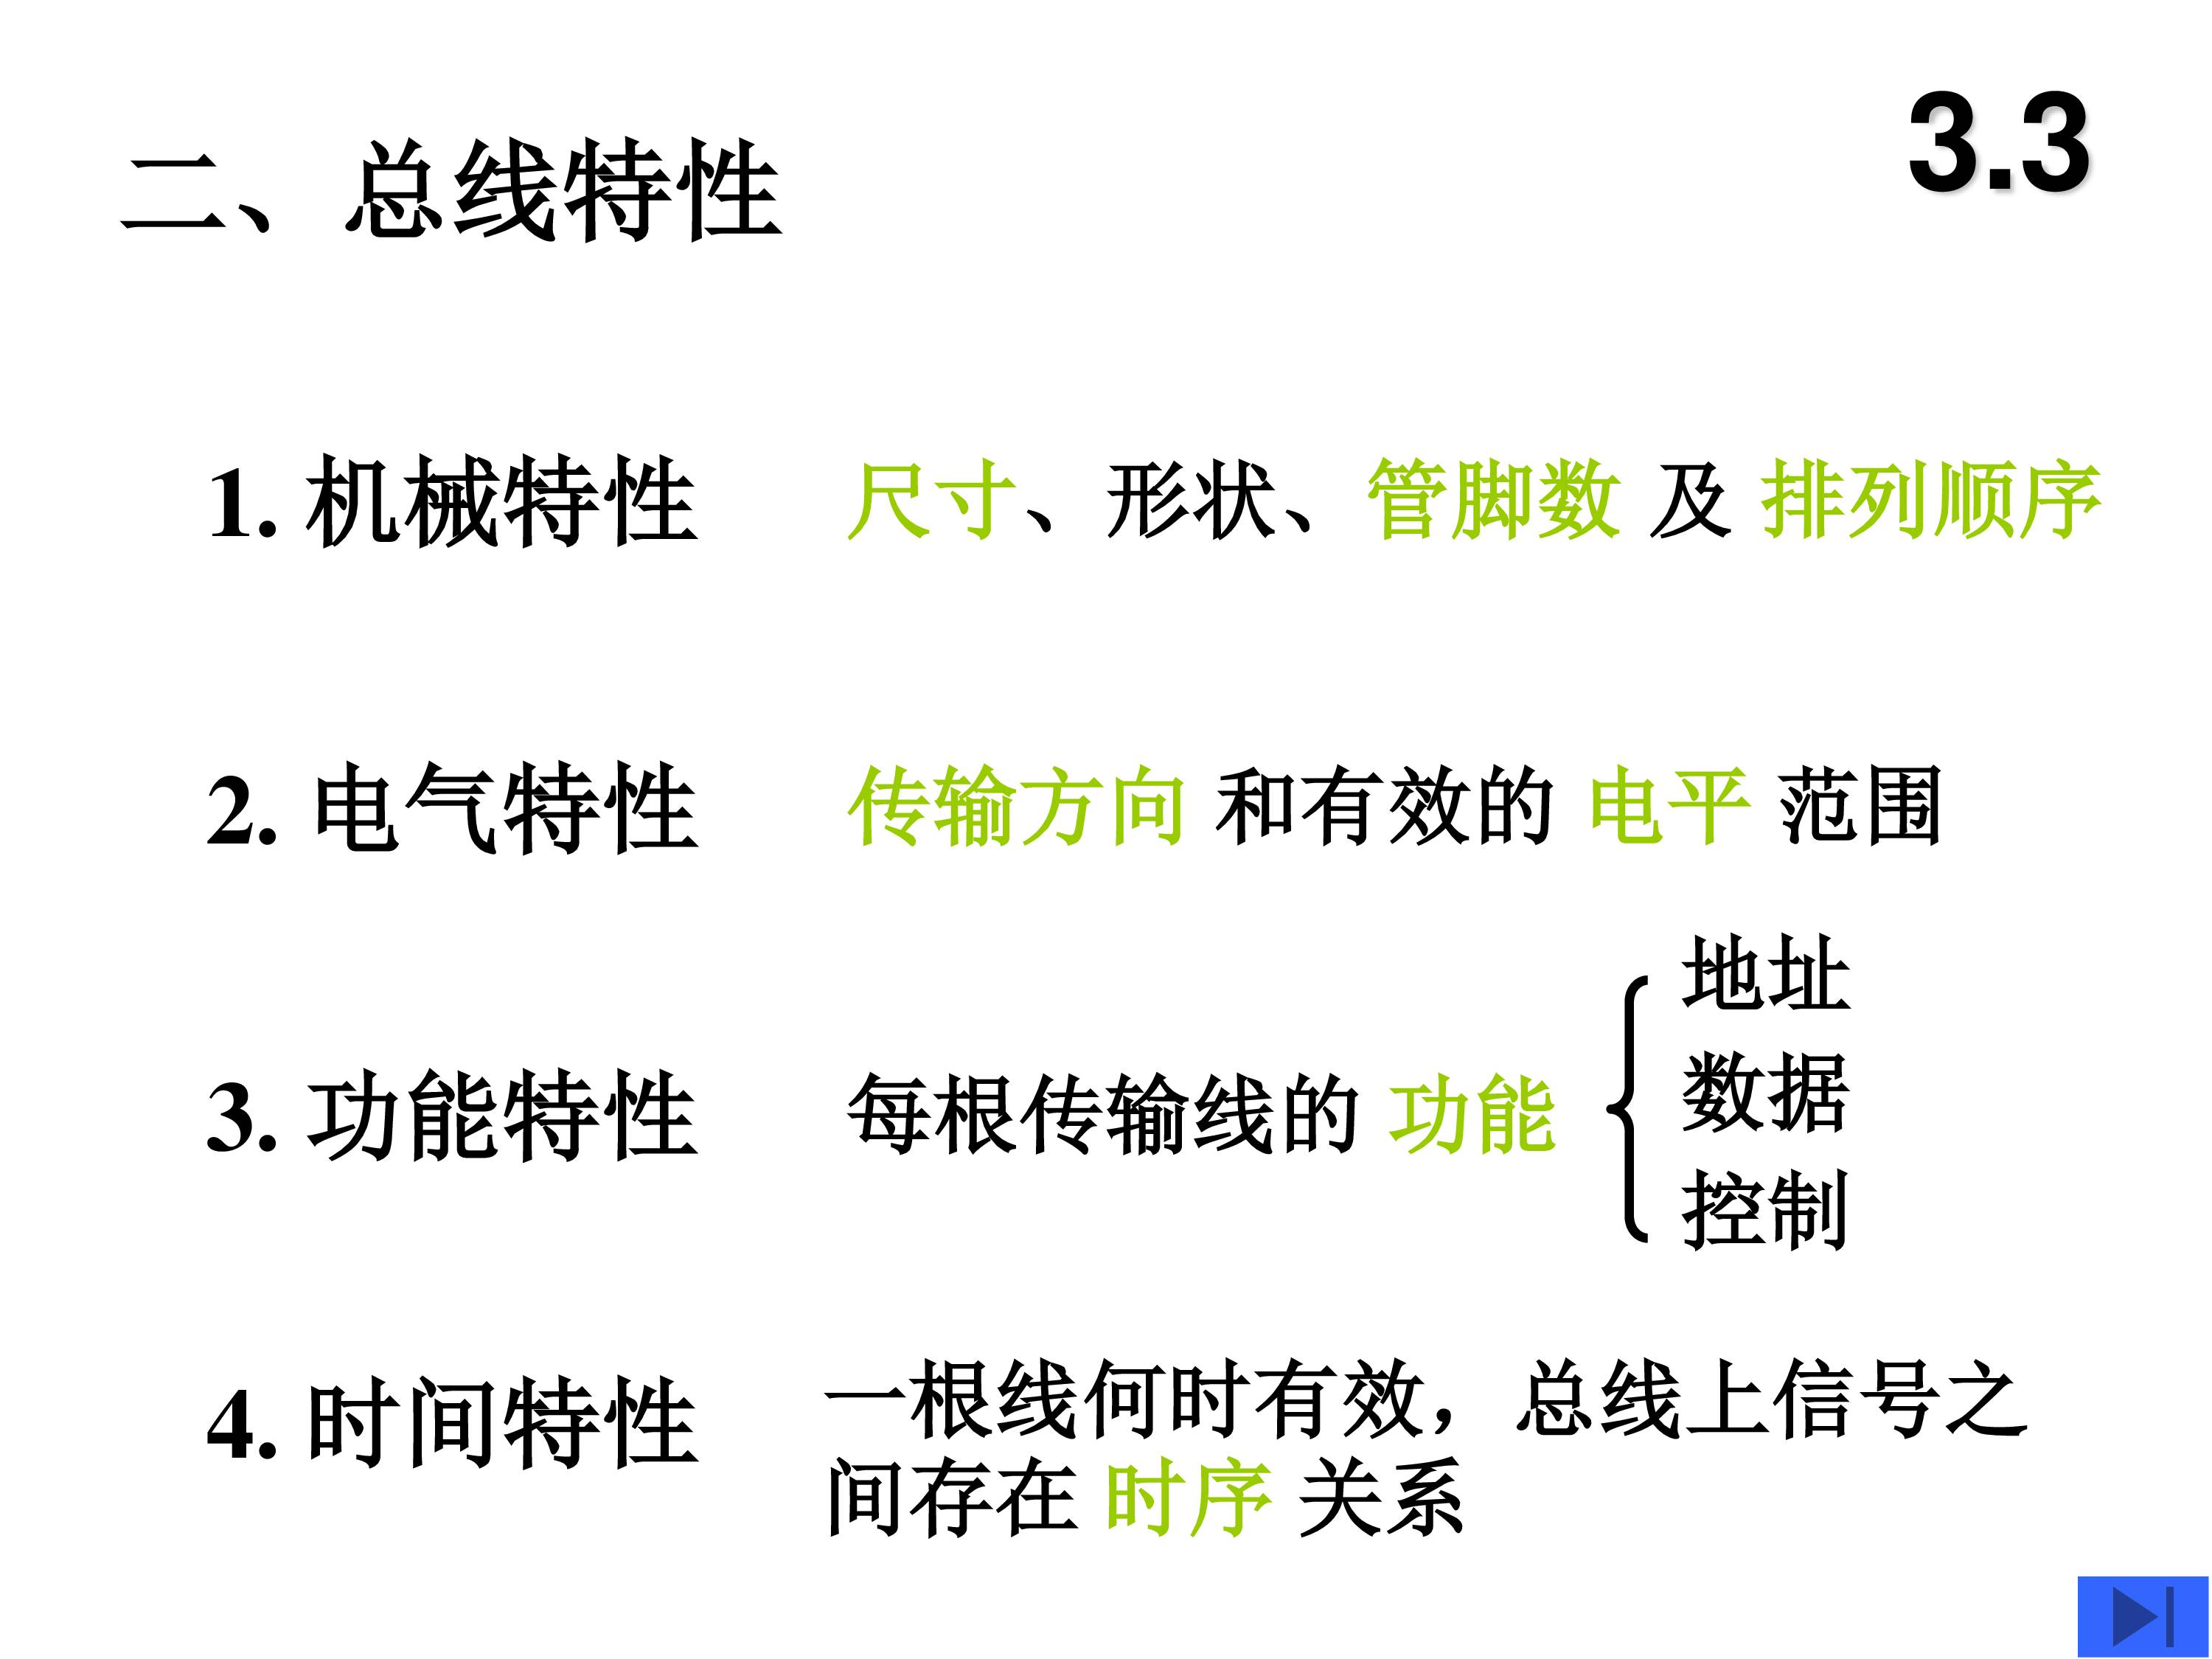 3.3
二、总线特性
1. 机械特性 尺寸、形状、管脚数 及 排列顺序
2. 电气特性 传输方向 和有效的 电平 范围
地址
3. 功能特性 每根传输线的 功能 数据
控制
4. 时间特性 一根线何时有效，总线上信号之
间存在 时序 关系